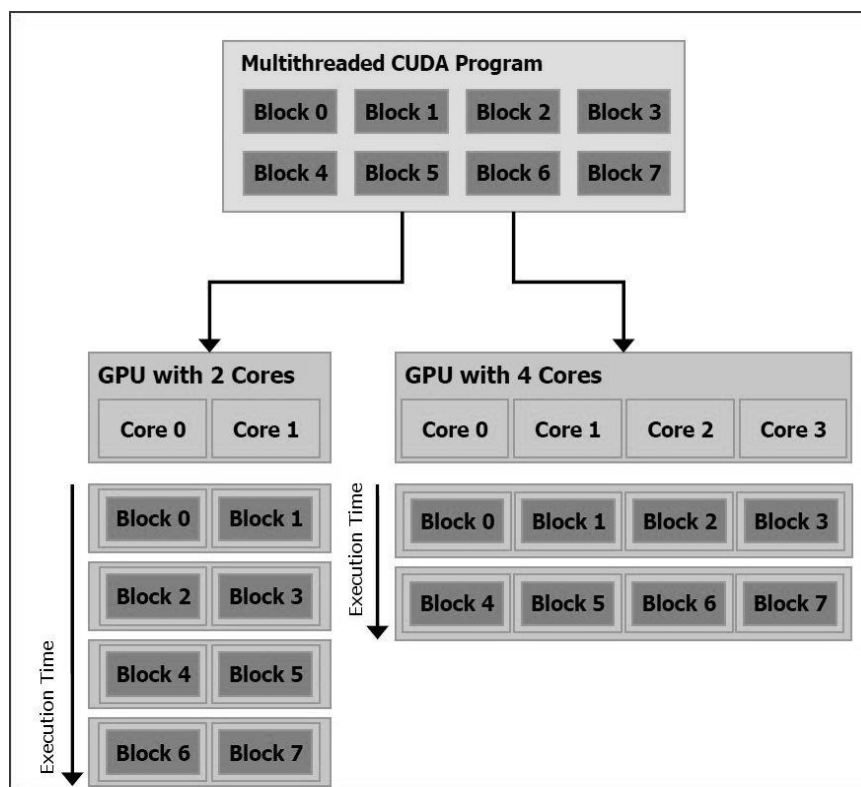 Multithreaded CUDA Program
Block 0 Block 1 Block 2 Block 3
Block 4 Block 5 Block 6 Block 7
GPU with 2 Cores
Core 0 Core 1
Execution Time
Block 0 Block 1
Block 2 Block 3
Block 4 Block 5
Block 6 Block 7
GPU with 4 Cores
Core 0 Core 1 Core 2 Core 3
Execution Time
Block 0 Block 1 Block 2 Block 3
Block 4 Block 5 Block 6 Block 7